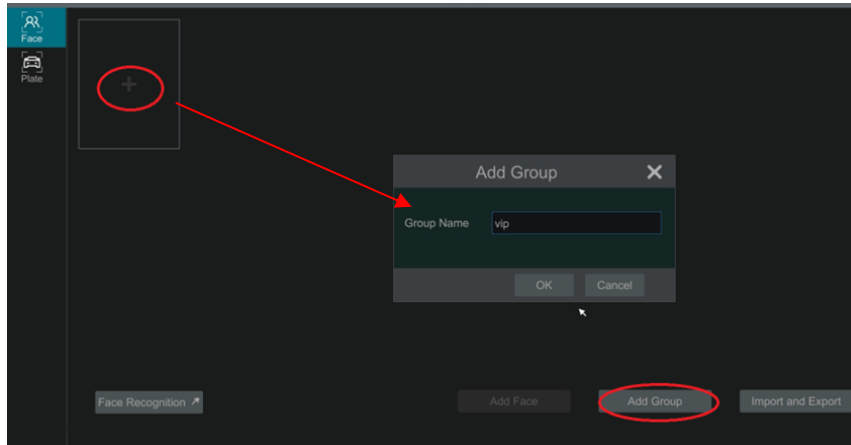 Face
Plate
Add Group
Group Name vip
OK Cancel
Face Recognition Add Face Add Group Import and Export